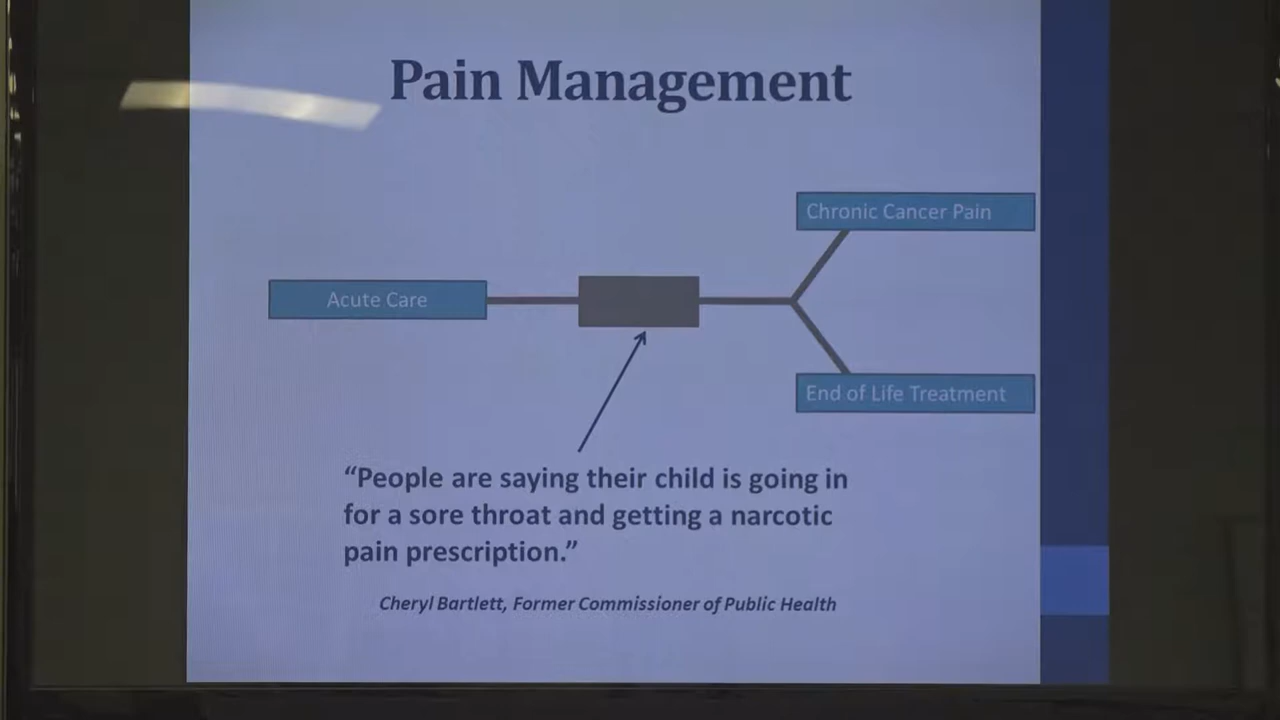 Pain Management
Chronic Cancer Pain
Acute Care
End of Life Treatment
“People are saying their child is going in
for a sore throat and getting a narcotic
pain prescription.”
Cheryl Bartlett, Former Commissioner of Public Health